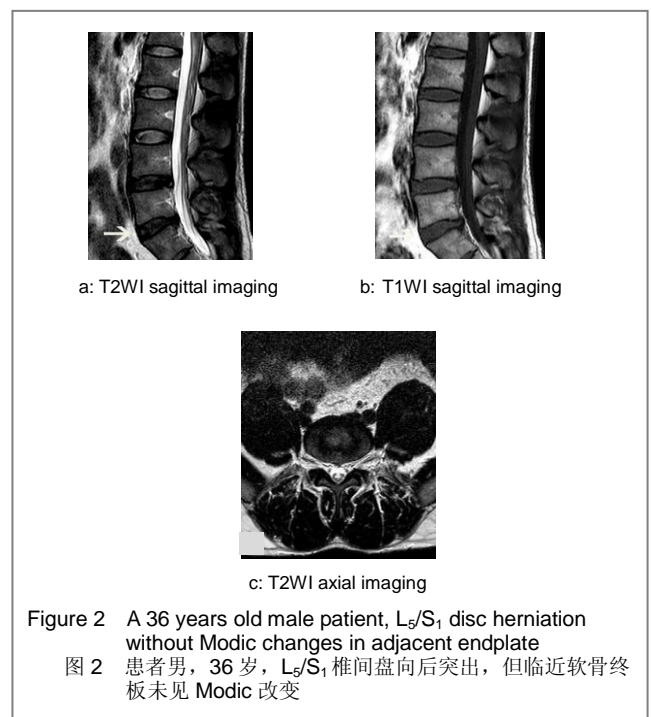 a: T2WI sagittal imaging
b: T1WI sagittal imaging
c: T2WI axial imaging
Figure 2 A 36 years old male patient, L₅/S₁ disc herniation
without Modic changes in adjacent endplate
图 2 患者男，36 岁，L₅/S₁ 椎间盘向后突出，但临近软骨终
板未见 Modic 改变